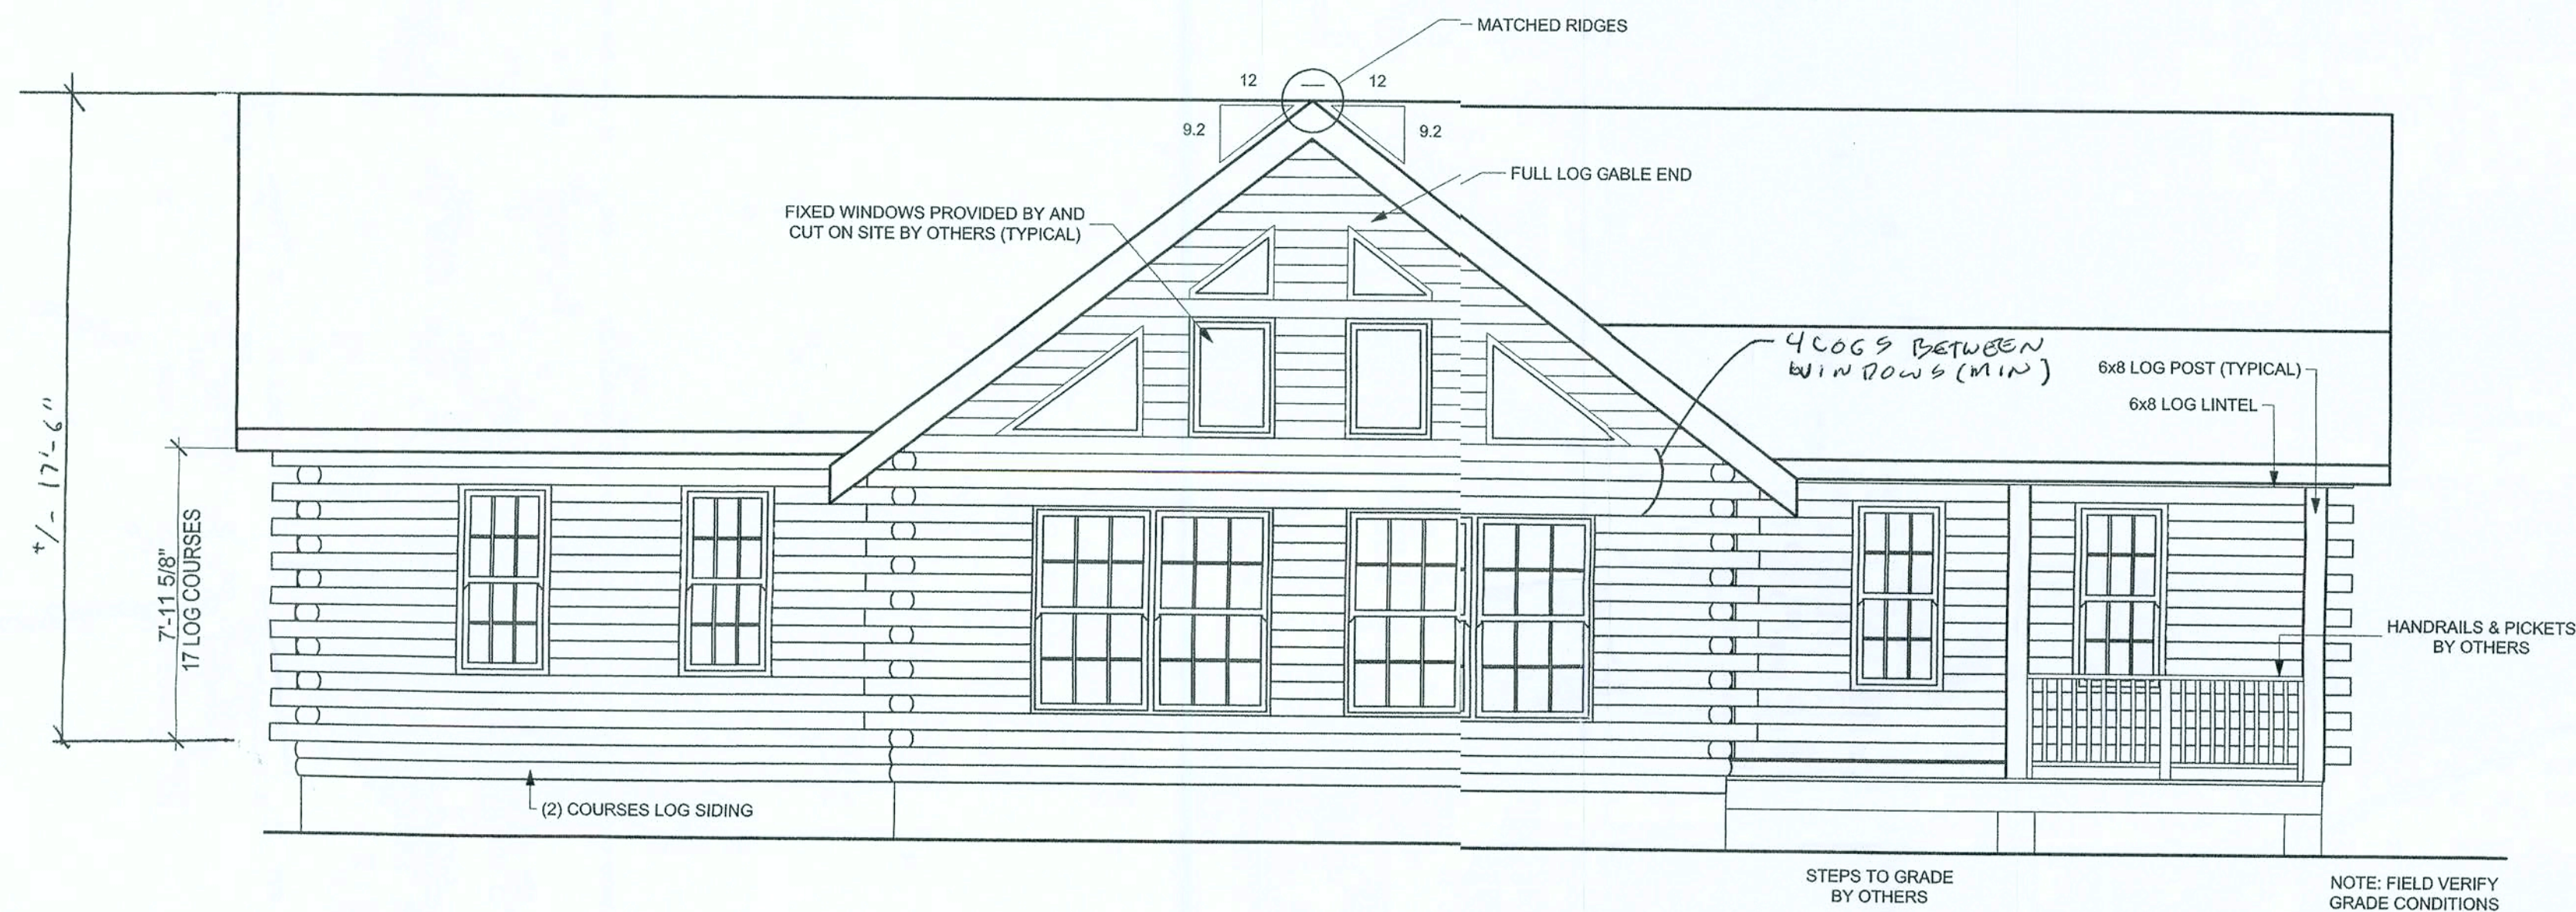 MATCHED RIDGES
12
12
9.2
9.2
FULL LOG GABLE END
FIXED WINDOWS PROVIDED BY AND
CUT ON SITE BY OTHERS (TYPICAL)
4 LOGS BETWEEN
WINDOWS (MIN)
6x8 LOG POST (TYPICAL)
6x8 LOG LINTEL
+/- 17'-6"
7'-11 5/8"
17 LOG COURSES
HANDRAILS & PICKETS
BY OTHERS
(2) COURSES LOG SIDING
STEPS TO GRADE
BY OTHERS
NOTE: FIELD VERIFY
GRADE CONDITIONS